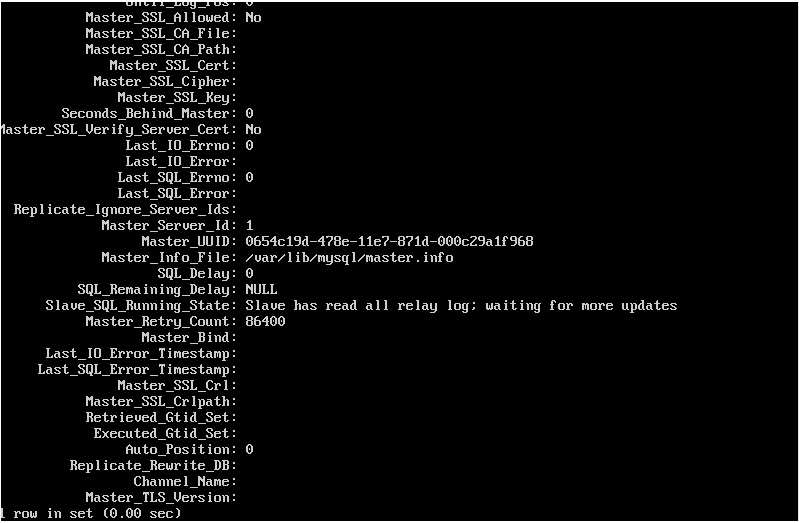 Until_Log_Pos: 0
Master_SSL_Allowed: No
Master_SSL_CA_File:
Master_SSL_CA_Path:
Master_SSL_Cert:
Master_SSL_Cipher:
Master_SSL_Key:
Seconds_Behind_Master: 0
Master_SSL_Verify_Server_Cert: No
Last_IO_Errno: 0
Last_IO_Error:
Last_SQL_Errno: 0
Last_SQL_Error:
Replicate_Ignore_Server_Ids:
Master_Server_Id: 1
Master_UUID: 0654c19d-478e-11e7-871d-000c29a1f968
Master_Info_File: /var/lib/mysql/master.info
SQL_Delay: 0
SQL_Remaining_Delay: NULL
Slave_SQL_Running_State: Slave has read all relay log; waiting for more updates
Master_Retry_Count: 86400
Master_Bind:
Last_IO_Error_Timestamp:
Last_SQL_Error_Timestamp:
Master_SSL_Crl:
Master_SSL_Crlpath:
Retrieved_Gtid_Set:
Executed_Gtid_Set:
Auto_Position: 0
Replicate_Rewrite_DB:
Channel_Name:
Master_TLS_Version:
1 row in set (0.00 sec)